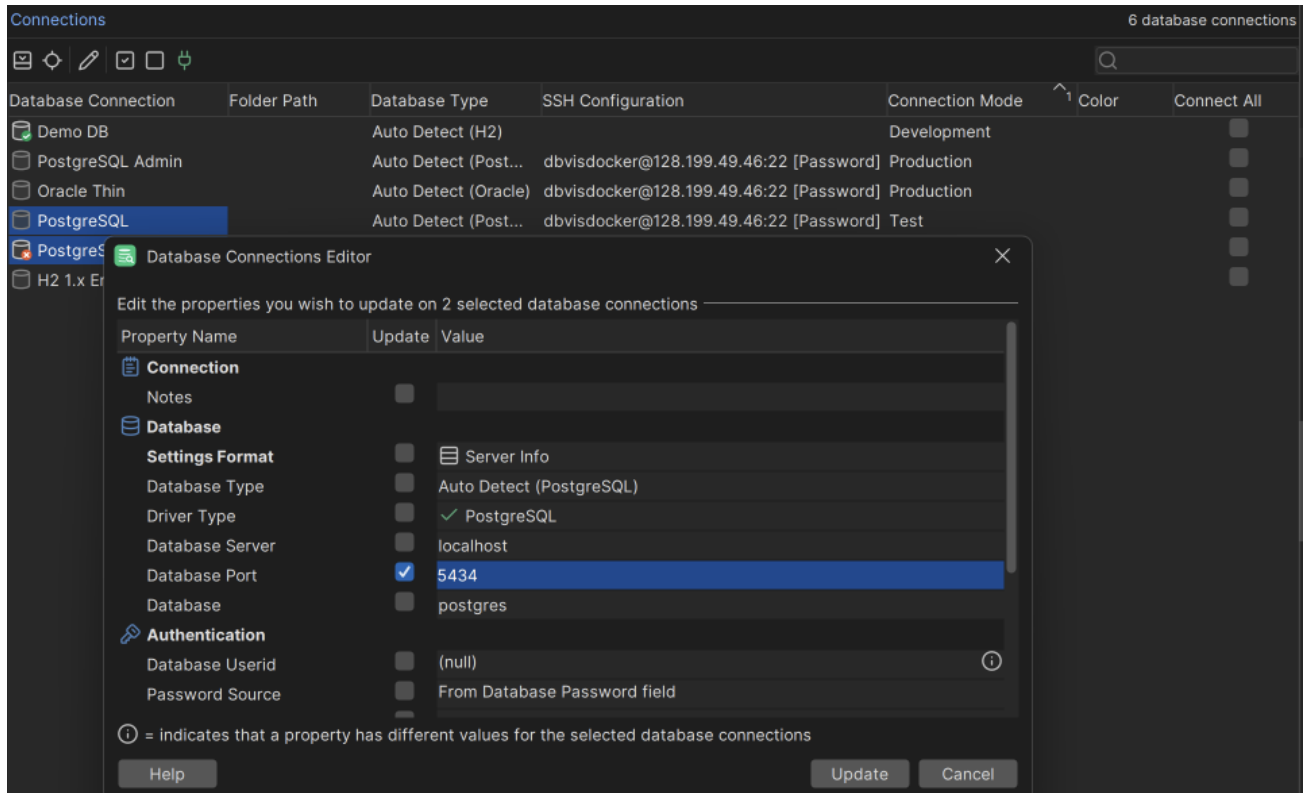 Connections 6 database connections
Database Connection Folder Path Database Type SSH Configuration Connection Mode 1 Color Connect All
Demo DB Auto Detect (H2) Development
PostgreSQL Admin Auto Detect (Post... dbvisdocker@128.199.49.46:22 [Password] Production
Oracle Thin Auto Detect (Oracle) dbvisdocker@128.199.49.46:22 [Password] Production
PostgreSQL Auto Detect (Post... dbvisdocker@128.199.49.46:22 [Password] Test
PostgreS
H2 1.x Er
Database Connections Editor
Edit the properties you wish to update on 2 selected database connections
Property Name Update Value
Connection
Notes
Database
Settings Format Server Info
Database Type Auto Detect (PostgreSQL)
Driver Type PostgreSQL
Database Server localhost
Database Port 5434
Database postgres
Authentication
Database Userid (null)
Password Source From Database Password field
= indicates that a property has different values for the selected database connections
Help Update Cancel